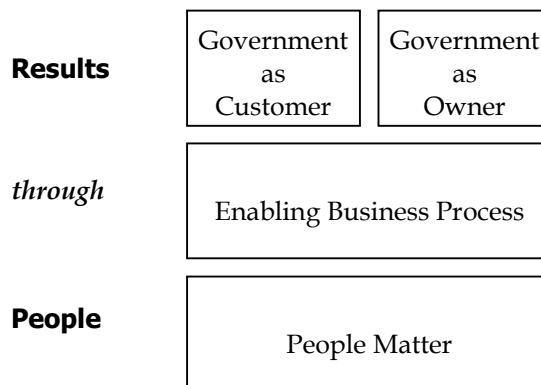 Results
Government
as
Customer
Government
as
Owner
through
Enabling Business Process
People
People Matter